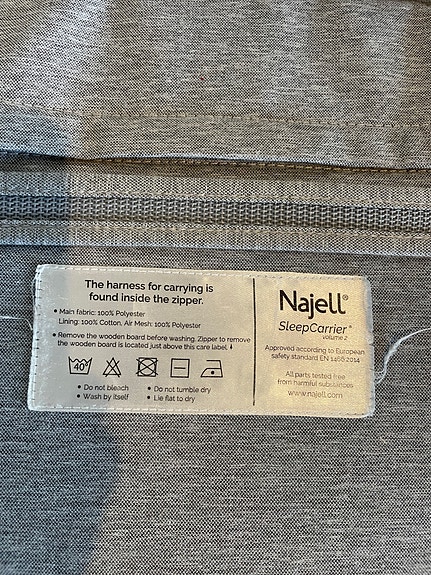 The harness for carrying is
found inside the zipper.
• Main fabric: 100% Polyester
Lining: 100% Cotton, Air Mesh: 100% Polyester
• Remove the wooden board before washing. Zipper to remove
the wooden board is located just above this care label.
40°
• Do not bleach
• Wash by itself
• Do not tumble dry
• Lie flat to dry
Najell®
SleepCarrier®
volume 2
Approved according to European
safety standard EN 1466:2014
All parts tested free
from harmful substances
www.najell.com